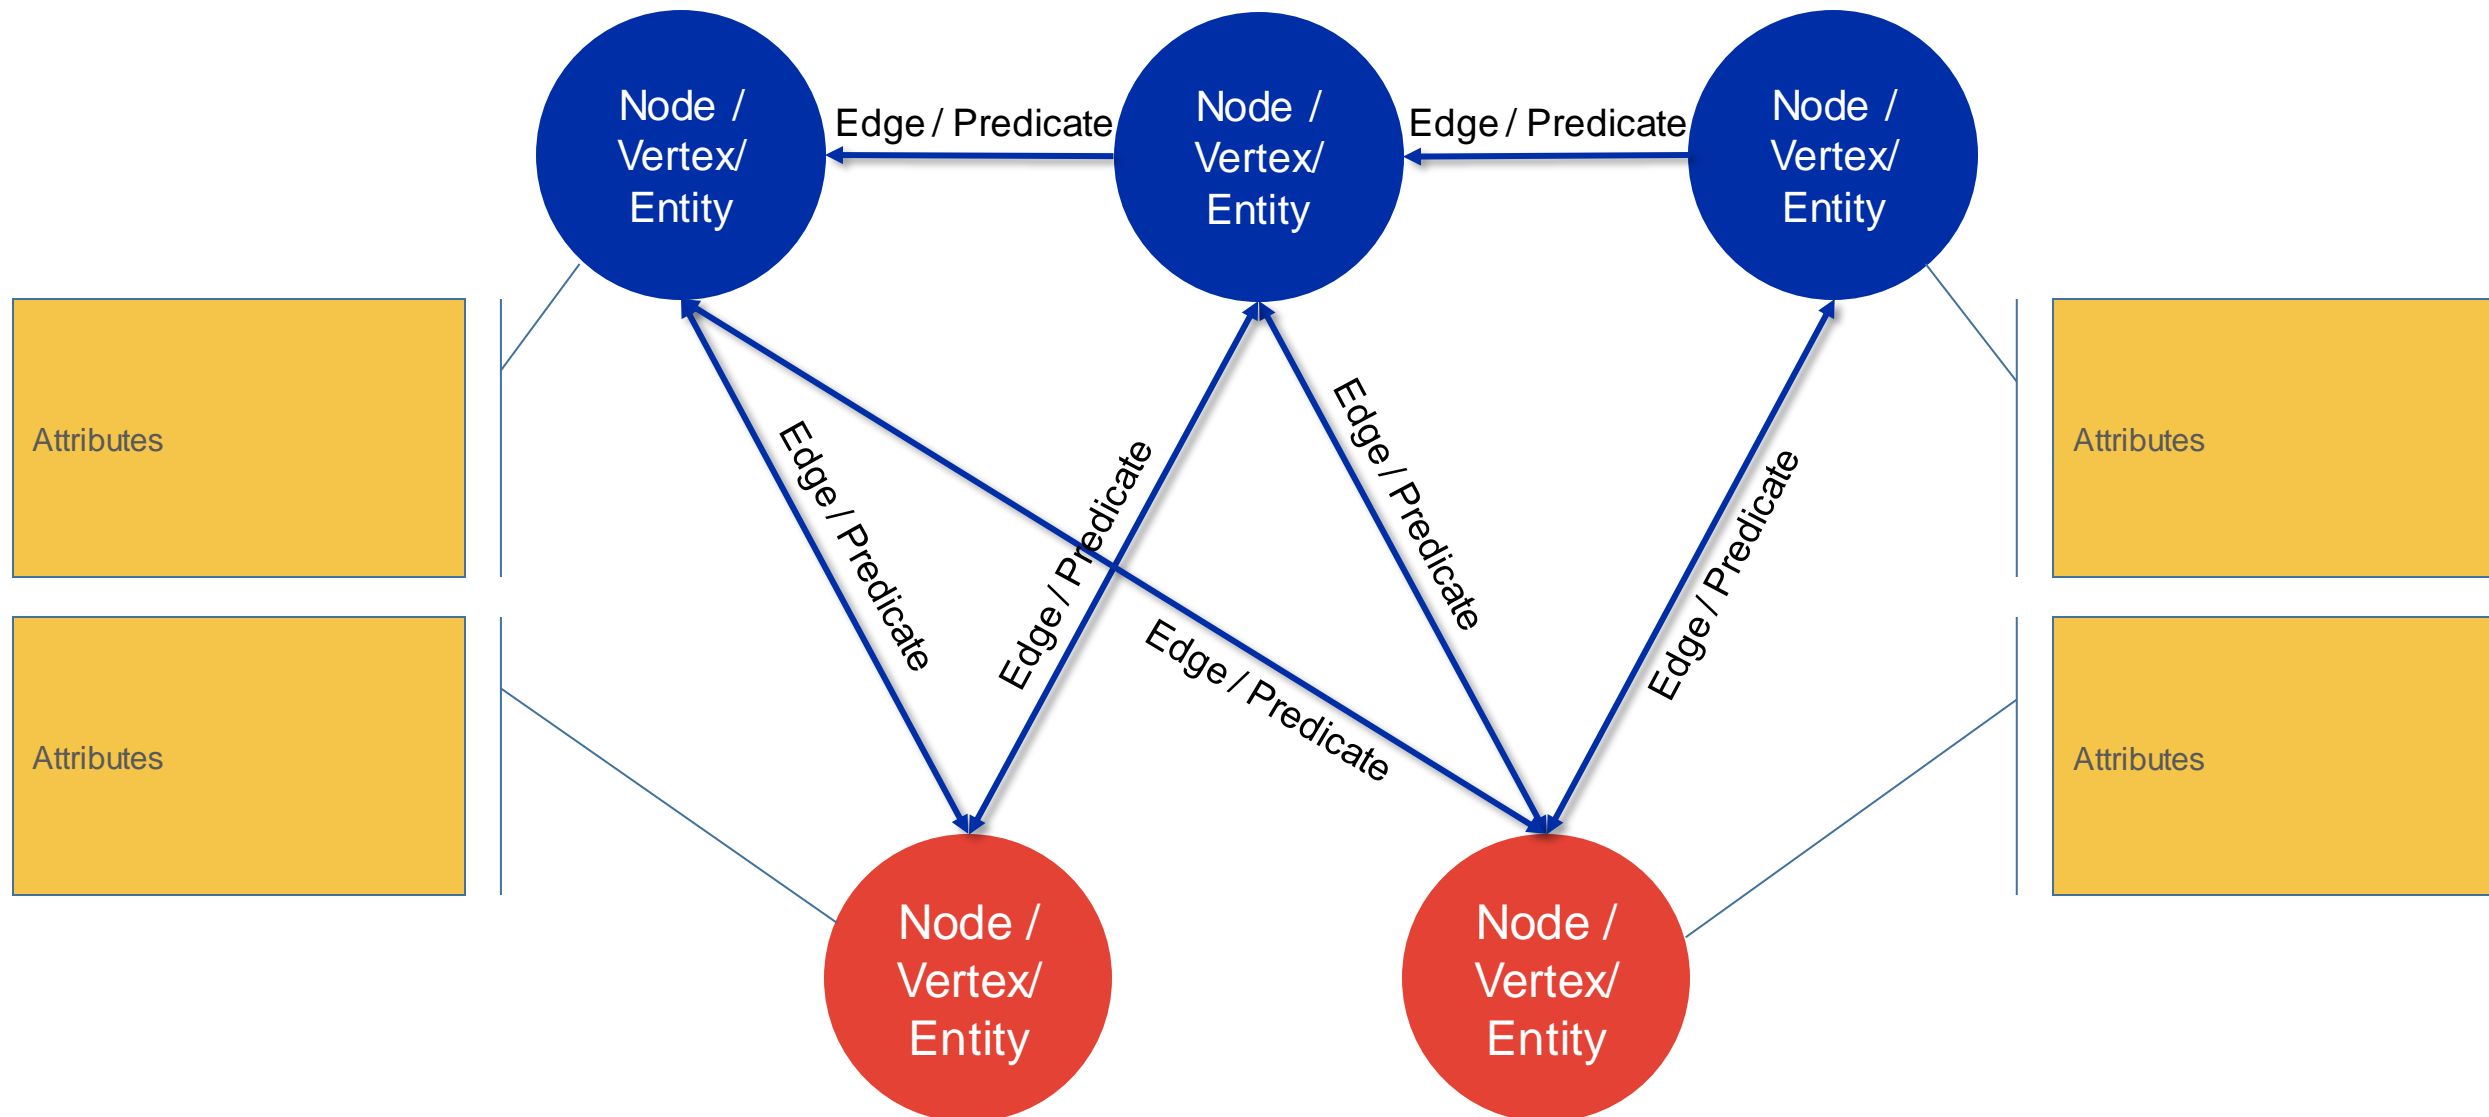 Node /
Vertex/
Entity
Edge / Predicate
Node /
Vertex/
Entity
Edge / Predicate
Node /
Vertex/
Entity
Attributes
Attributes
Edge / Predicate
Edge / Predicate
Edge / Predicate
Edge / Predicate
Edge / Predicate
Attributes
Attributes
Node /
Vertex/
Entity
Node /
Vertex/
Entity